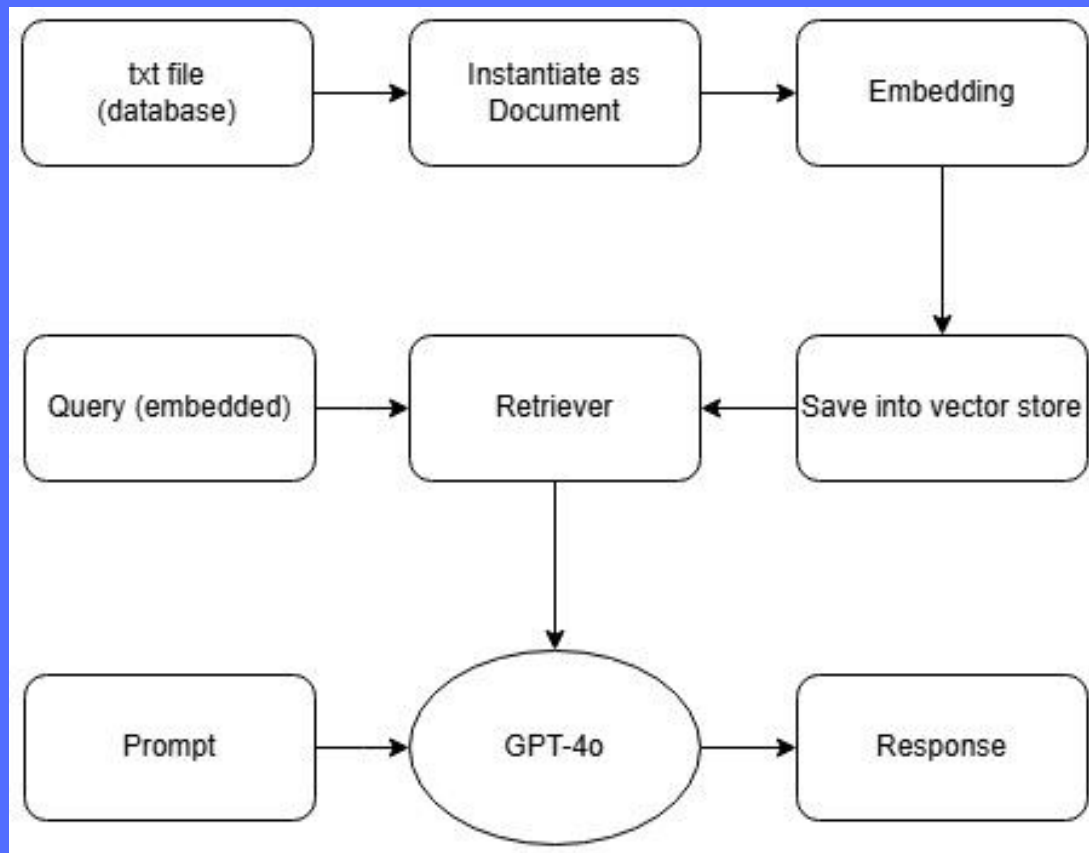 txt file
(database)
Instantiate as
Document
Embedding
Query (embedded)
Retriever
Save into vector store
Prompt
GPT-4o
Response